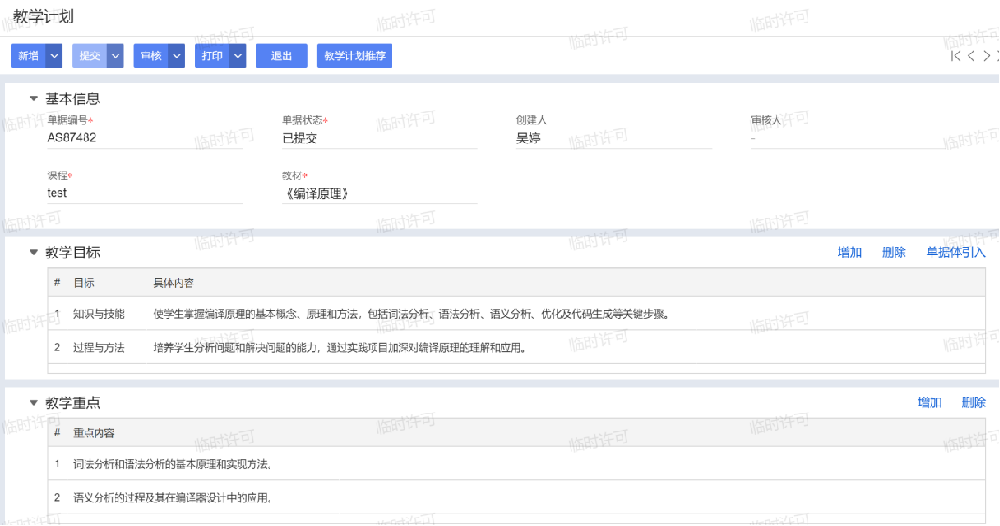 教学计划
新增 提交 审核 打印 退出 教学计划推荐
基本信息
单据编号* 单据状态* 创建人 审核人
AS87482 已提交 吴婷 -
课程* 教材*
test 《编译原理》
教学目标 增加 删除 单据体引入
# 目标 具体内容
1 知识与技能 使学生掌握编译原理的基本概念、原理和方法，包括词法分析、语法分析、语义分析、优化及代码生成等关键步骤。
2 过程与方法 培养学生分析问题和解决问题的能力，通过实践项目加深对编译原理的理解和应用。
教学重点 增加 删除
# 重点内容
1 词法分析和语法分析的基本原理和实现方法。
2 语义分析的过程及其在编译器设计中的应用。
临时许可